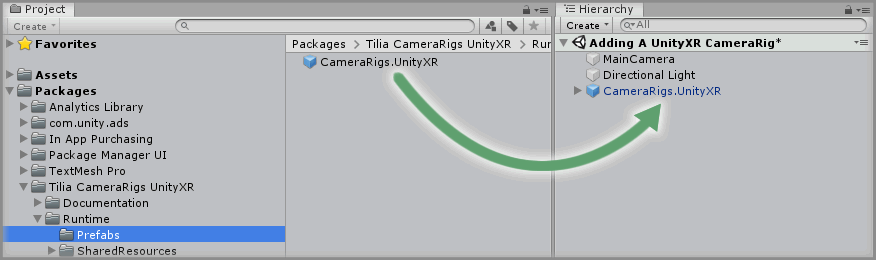 Project
Create
Favorites
Assets
Packages
Analytics Library
com.unity.ads
In App Purchasing
Package Manager UI
TextMesh Pro
Tilia CameraRigs UnityXR
Documentation
Runtime
Prefabs
SharedResources
Packages > Tilia CameraRigs UnityXR > Rur
CameraRigs.UnityXR
Hierarchy
Create
All
Adding A UnityXR CameraRig*
MainCamera
Directional Light
CameraRigs.UnityXR